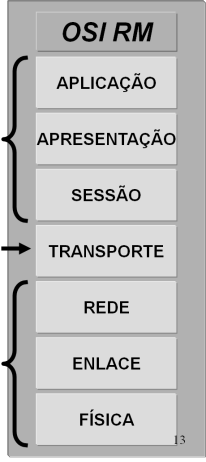 OSI RM
APLICAÇÃO
APRESENTAÇÃO
SESSÃO
TRANSPORTE
REDE
ENLACE
FÍSICA
13